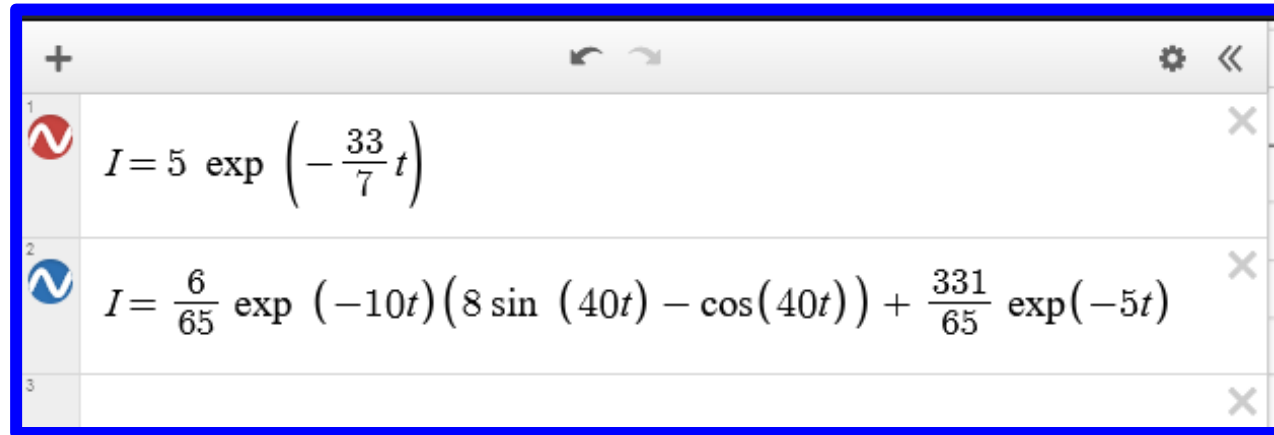 1
I = 5 exp (−33/7 t)
2
I = 6/65 exp (−10t)(8 sin (40t) − cos(40t)) + 331/65 exp(−5t)
3